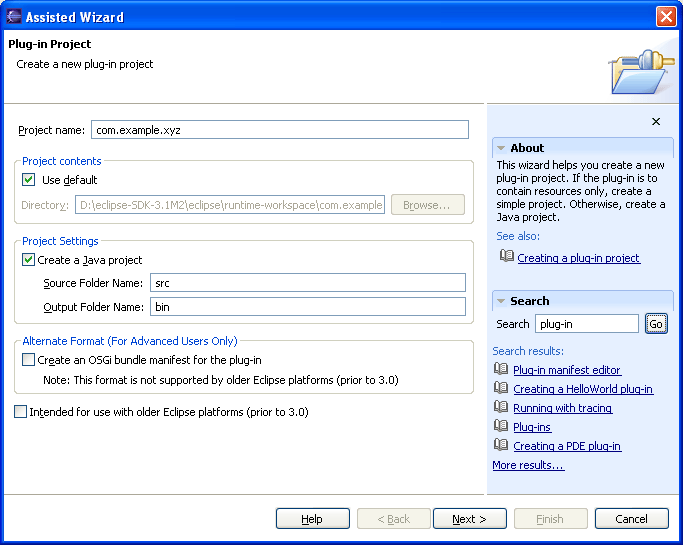 Assisted Wizard
Plug-in Project
Create a new plug-in project
Project name: com.example.xyz
Project contents
Use default
Directory: D:\eclipse-SDK-3.1M2\eclipse\runtime-workspace\com.example Browse...
Project Settings
Create a Java project
Source Folder Name: src
Output Folder Name: bin
Alternate Format (For Advanced Users Only)
Create an OSGi bundle manifest for the plug-in
Note: This format is not supported by older Eclipse platforms (prior to 3.0)
Intended for use with older Eclipse platforms (prior to 3.0)
About
This wizard helps you create a new
plug-in project. If the plug-in is to
contain resources only, create a
simple project. Otherwise, create a
Java project.
See also:
Creating a plug-in project
Search
Search plug-in Go
Search results:
Plug-in manifest editor
Creating a HelloWorld plug-in
Running with tracing
Plug-ins
Creating a PDE plug-in
More results...
Help < Back Next > Finish Cancel